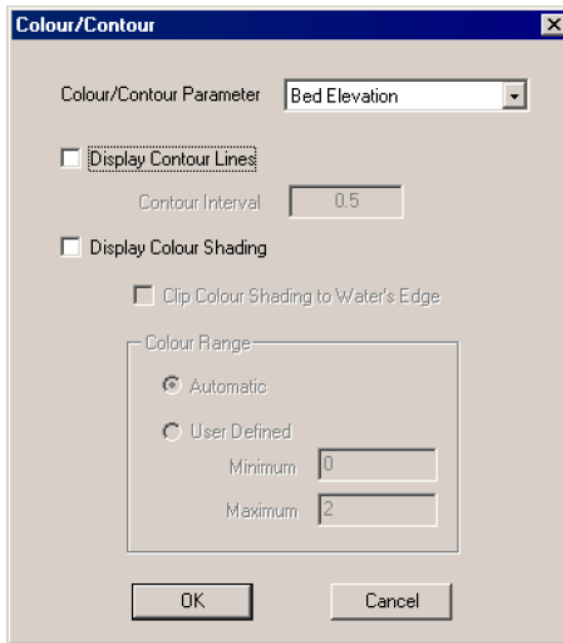 Colour/Contour
Colour/Contour Parameter Bed Elevation
Display Contour Lines
Contour Interval 0.5
Display Colour Shading
Clip Colour Shading to Water's Edge
Colour Range
Automatic
User Defined
Minimum 0
Maximum 2
OK Cancel